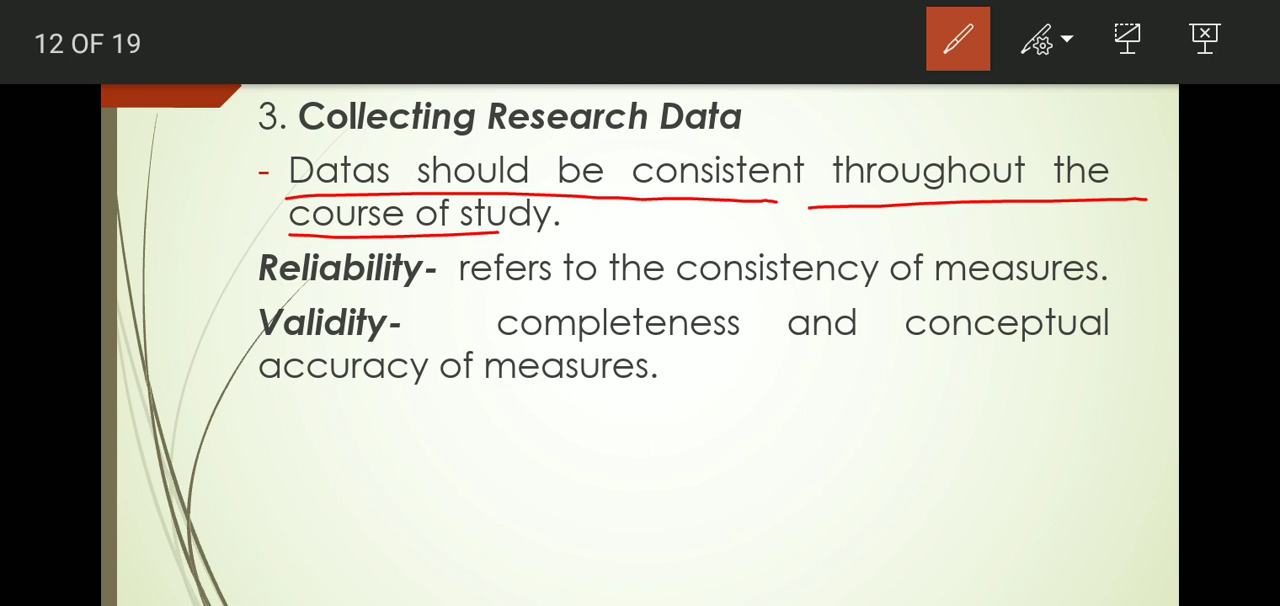 12 OF 19
3. Collecting Research Data
- Datas should be consistent throughout the
course of study.
Reliability- refers to the consistency of measures.
Validity- completeness and conceptual
accuracy of measures.